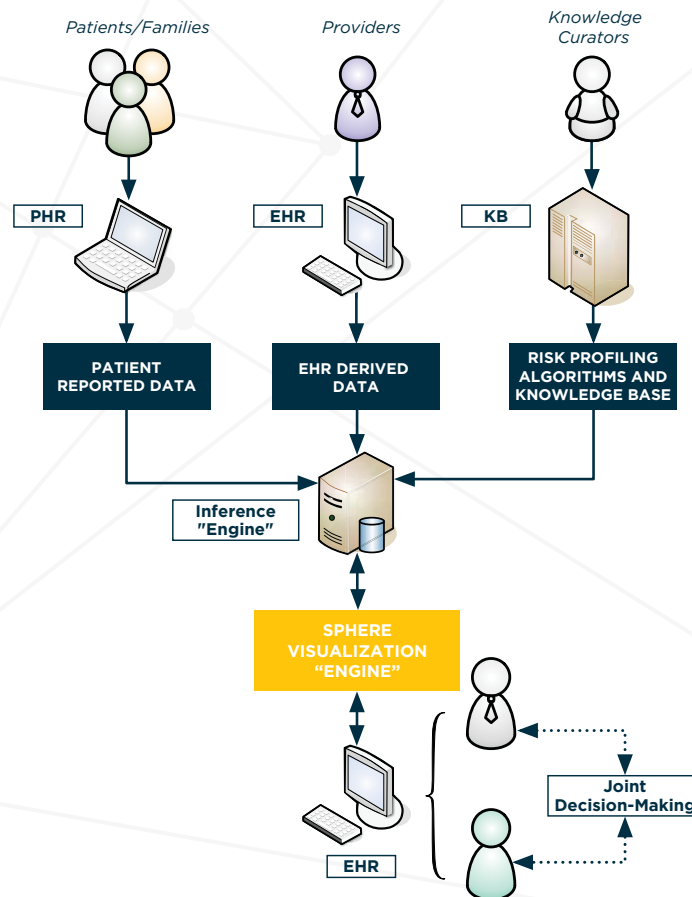 Patients/Families
Providers
Knowledge
Curators
PHR
EHR
KB
PATIENT
REPORTED DATA
EHR DERIVED
DATA
RISK PROFILING
ALGORITHMS AND
KNOWLEDGE BASE
Inference
"Engine"
SPHERE
VISUALIZATION
“ENGINE”
Joint
Decision-Making
EHR